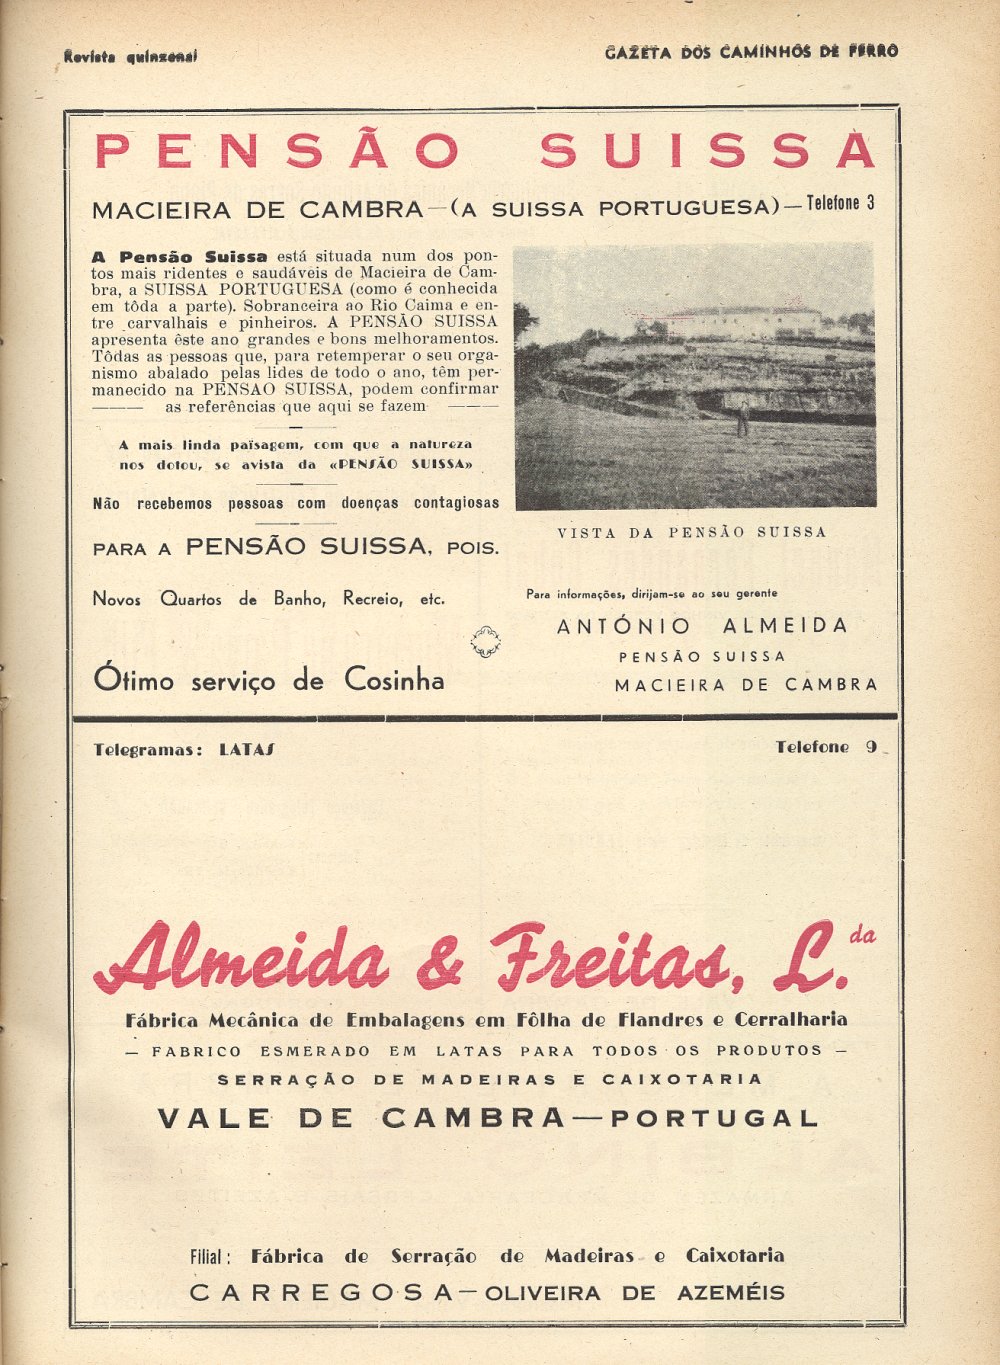 Revista quinzenal
GAZETA DOS CAMINHOS DE FERRO
PENSÃO SUISSA
MACIEIRA DE CAMBRA—(A SUISSA PORTUGUESA)—Telefone 3
A Pensão Suissa está situada num dos pon-
tos mais ridentes e saudáveis de Macieira de Cam-
bra, a SUISSA PORTUGUESA (como é conhecida
em tôda a parte). Sobranceira ao Rio Caima e en-
tre carvalhais e pinheiros. A PENSÃO SUISSA
apresenta êste ano grandes e bons melhoramentos.
Tôdas as pessoas que, para retemperar o seu orga-
nismo abalado pelas lides de todo o ano, têm per-
manecido na PENSAO SUISSA, podem confirmar
as referências que aqui se fazem
A mais linda paísagem, com que a natureza
nos dotou, se avista da «PENSÃO SUISSA»
Não recebemos pessoas com doenças contagiosas
PARA A PENSÃO SUISSA, POIS.
Novos Quartos de Banho, Recreio, etc.
Ótimo serviço de Cosinha
VISTA DA PENSÃO SUISSA
Para informações, dirijam-se ao seu gerente
ANTÓNIO ALMEIDA
PENSÃO SUISSA
MACIEIRA DE CAMBRA
Telegramas: LATAS
Telefone 9
Almeida & Freitas, L.da
Fábrica Mecânica de Embalagens em Fôlha de Flandres e Cerralharia
— FABRICO ESMERADO EM LATAS PARA TODOS OS PRODUTOS —
SERRAÇÃO DE MADEIRAS E CAIXOTARIA
VALE DE CAMBRA—PORTUGAL
Filial: Fábrica de Serração de Madeiras e Caixotaria
CARREGOSA—OLIVEIRA DE AZEMÉIS